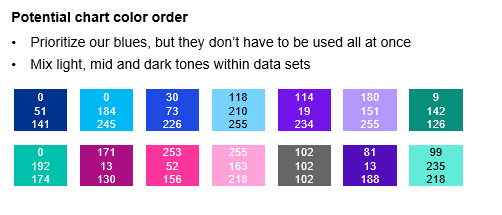 Potential chart color order
• Prioritize our blues, but they don't have to be used all at once
• Mix light, mid and dark tones within data sets
0 0 30 118 114 180 9
51 184 73 210 19 151 142
141 245 226 255 234 255 126
0 171 253 255 102 81 99
192 13 52 163 102 13 235
174 130 156 218 102 188 218